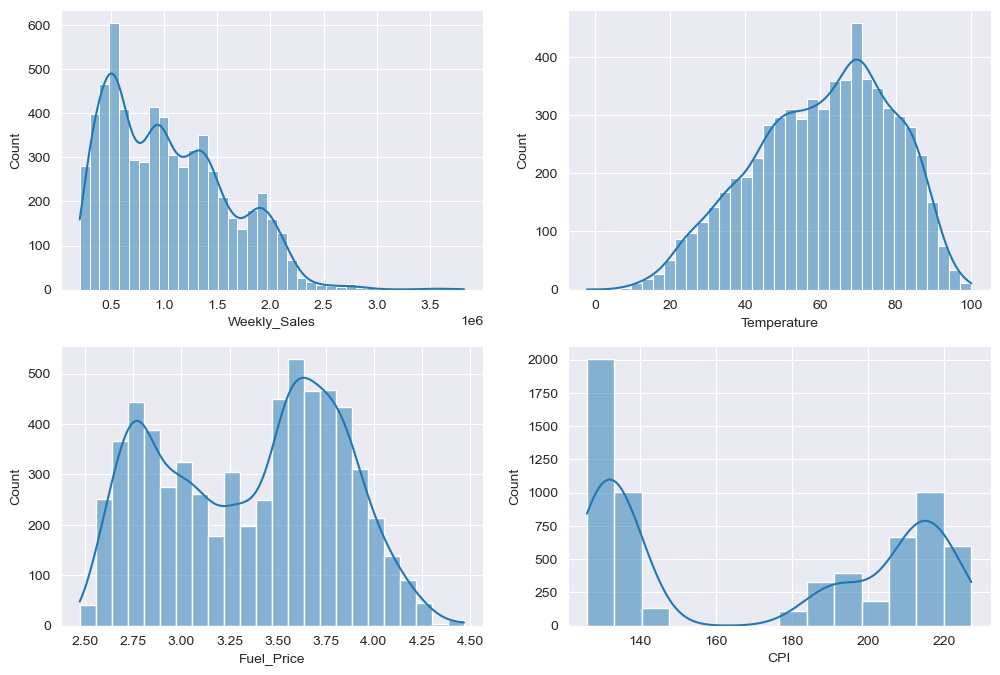 600
500
400
300
200
100
0
Count
0.5 1.0 1.5 2.0 2.5 3.0 3.5
1e6
Weekly_Sales
400
300
200
100
0
Count
0 20 40 60 80 100
Temperature
500
400
300
200
100
0
Count
2.50 2.75 3.00 3.25 3.50 3.75 4.00 4.25 4.50
Fuel_Price
2000
1750
1500
1250
1000
750
500
250
0
Count
140 160 180 200 220
CPI